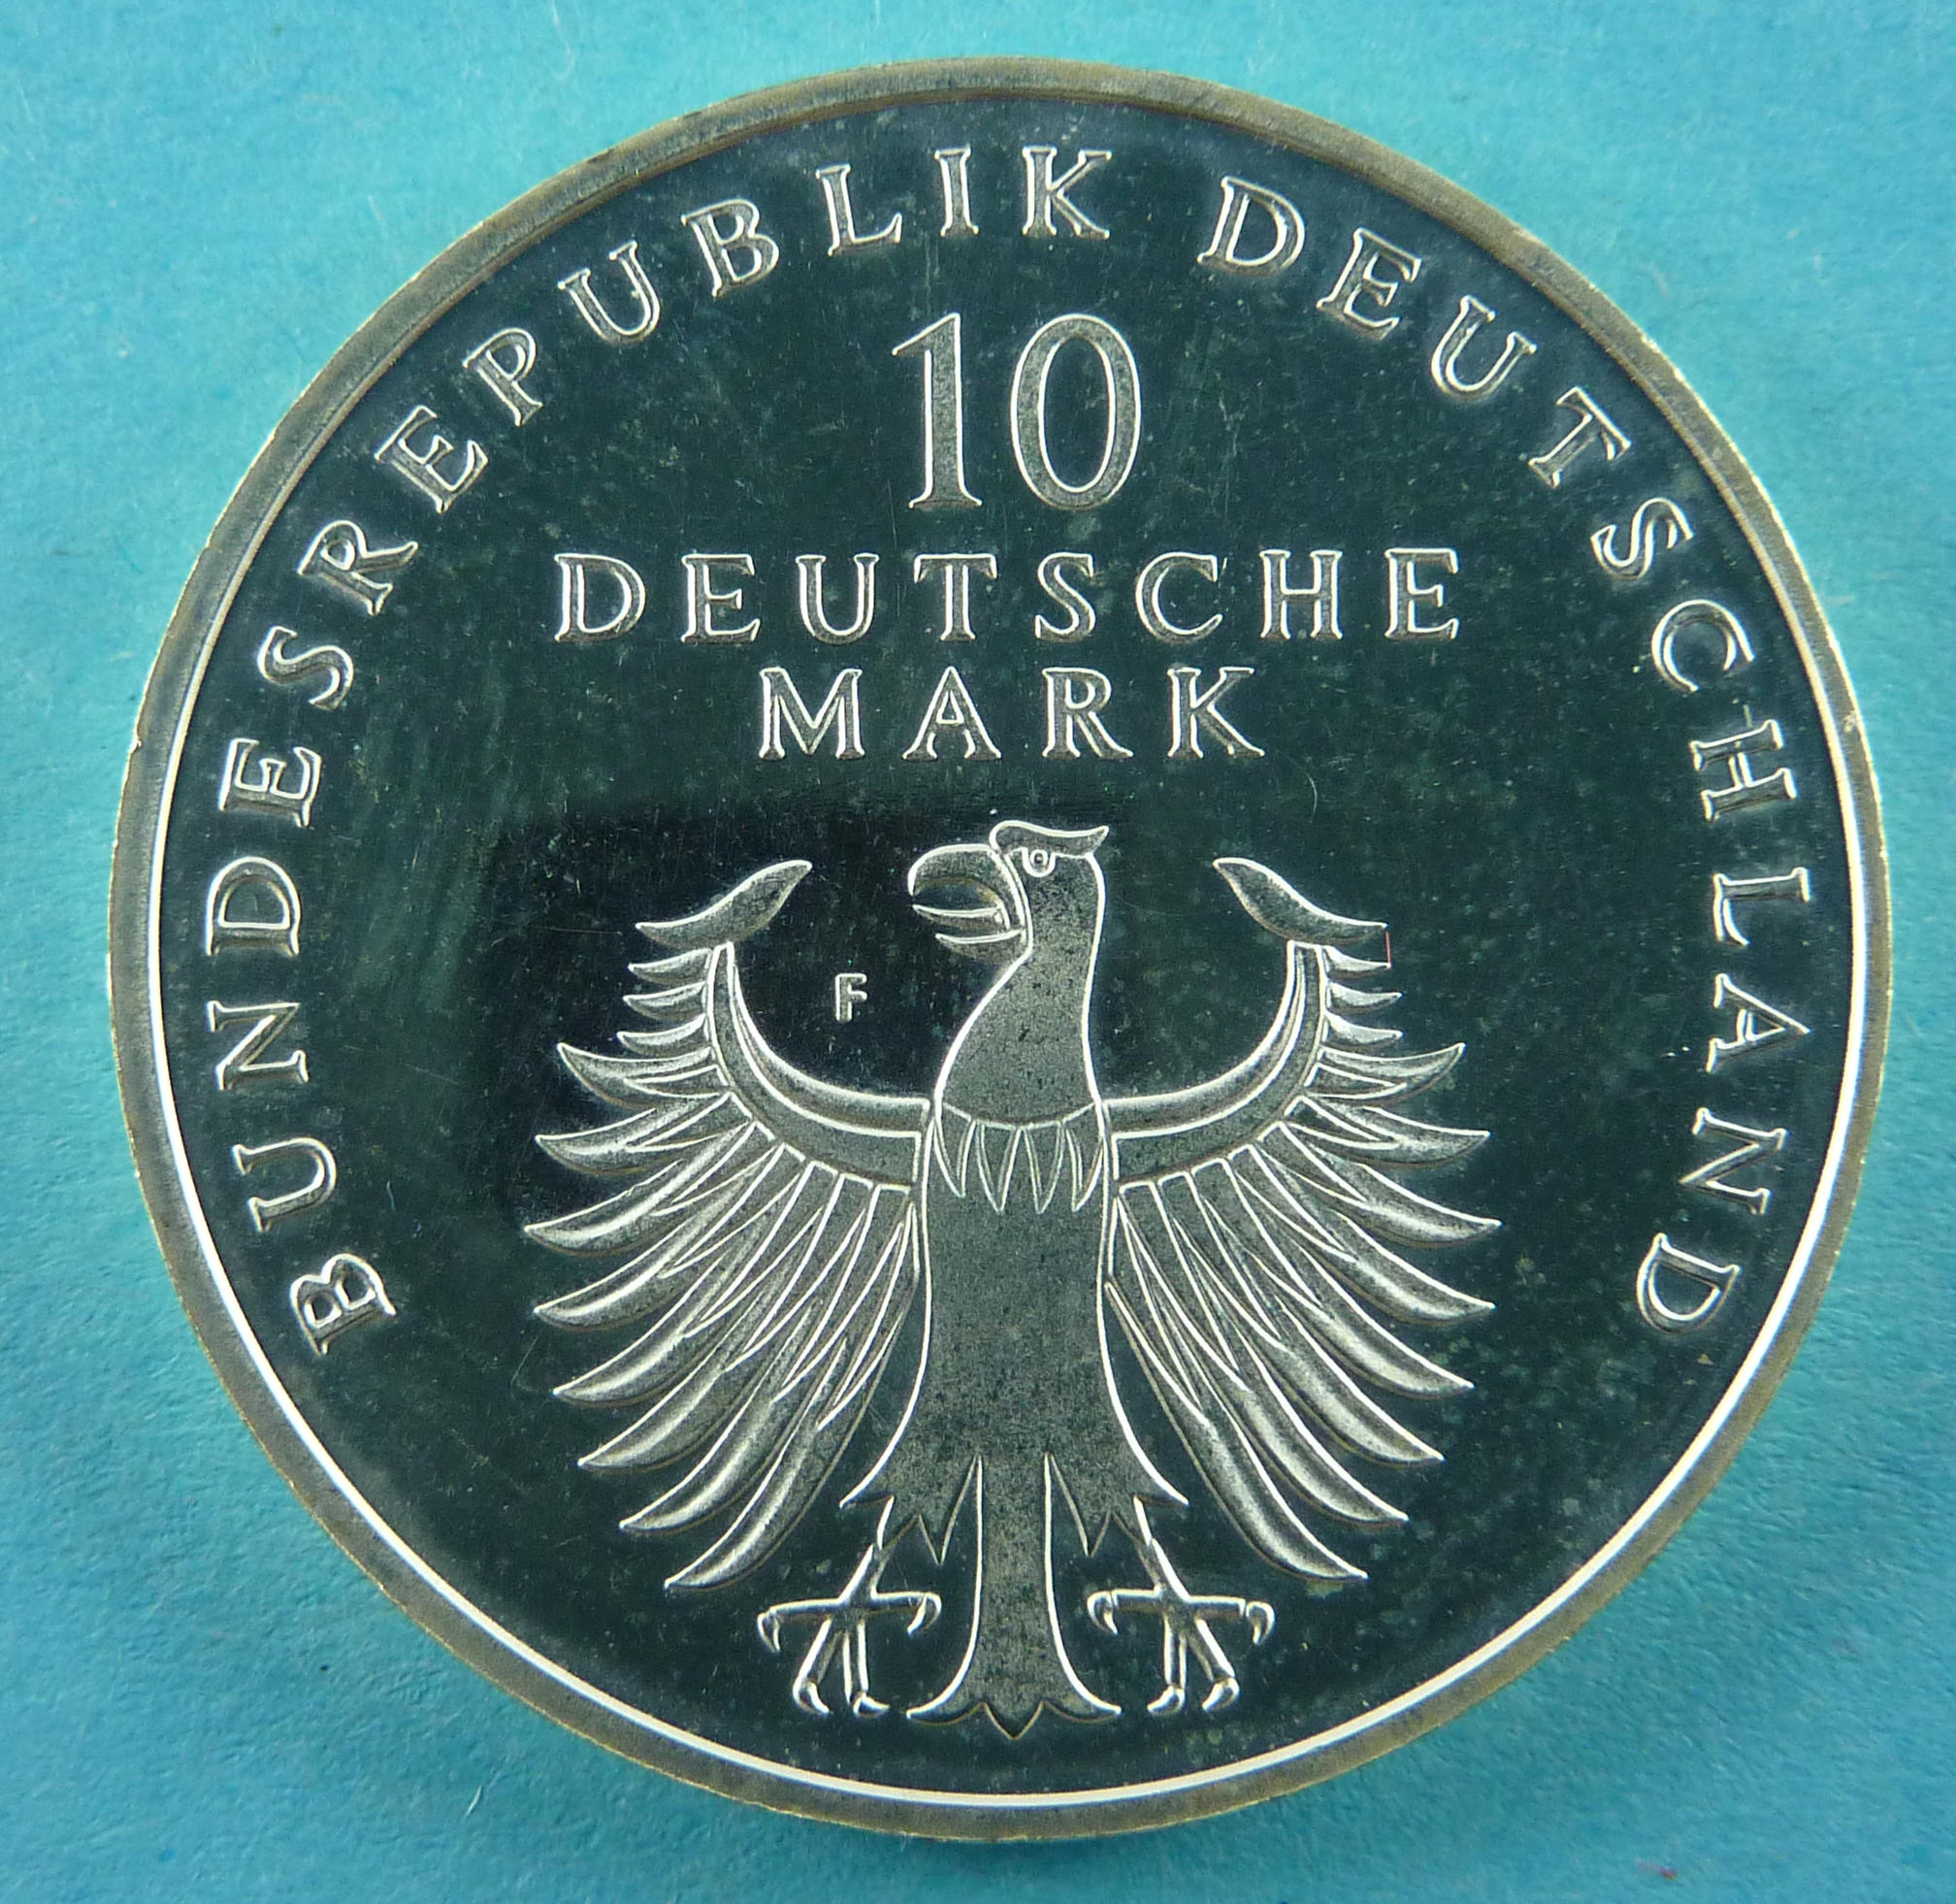 BUNDESREPUBLIK DEUTSCHLAND
10
DEUTSCHE
MARK
F